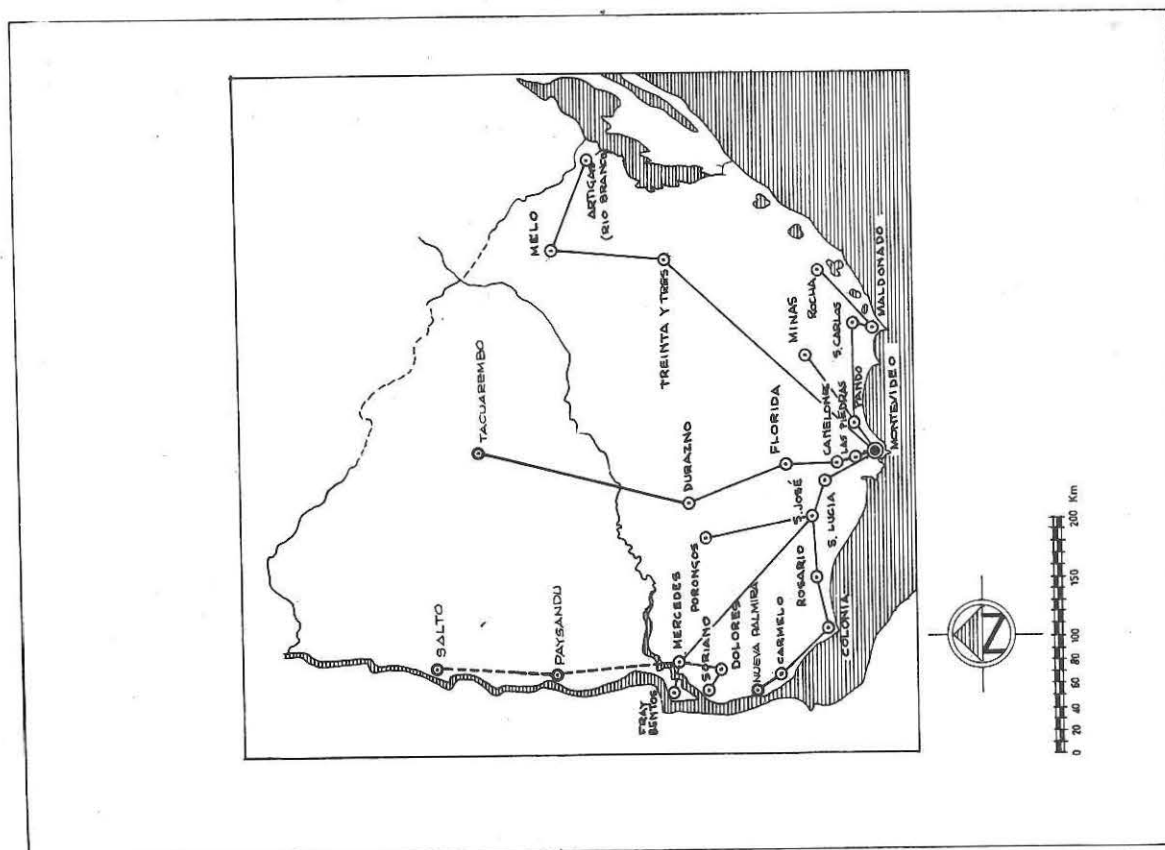 SALTO
PAYSANDU
TACUAREMBO
MELO
ARTIGAS
(RIO BRANCO)
TREINTA Y TRES
DURAZNO
FLORIDA
MINAS
ROCHA
S. CARLOS
MALDONADO
PANDO
LAS PIEDRAS
CANELONES
MONTEVIDEO
S. JOSÉ
S. LUCIA
PORONGOS
MERCEDES
SORIANO
DOLORES
FRAY
BENTOS
NUEVA PALMIRA
CARMELO
ROSARIO
COLONIA
N
0 20 40 60 80 100 150 200 Km